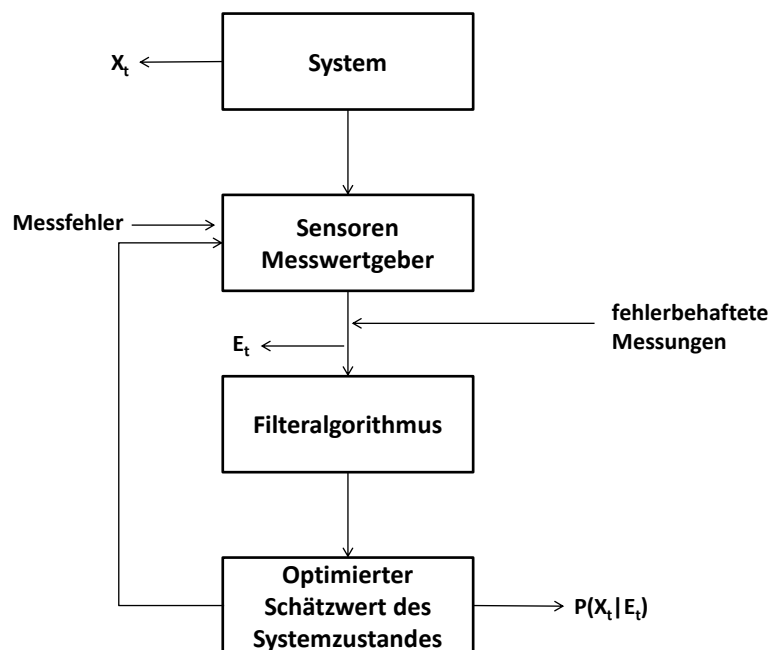 System
X_t
Messfehler
Sensoren
Messwertgeber
fehlerbehaftete
Messungen
E_t
Filteralgorithmus
Optimierter
Schätzwert des
Systemzustandes
P(X_t|E_t)